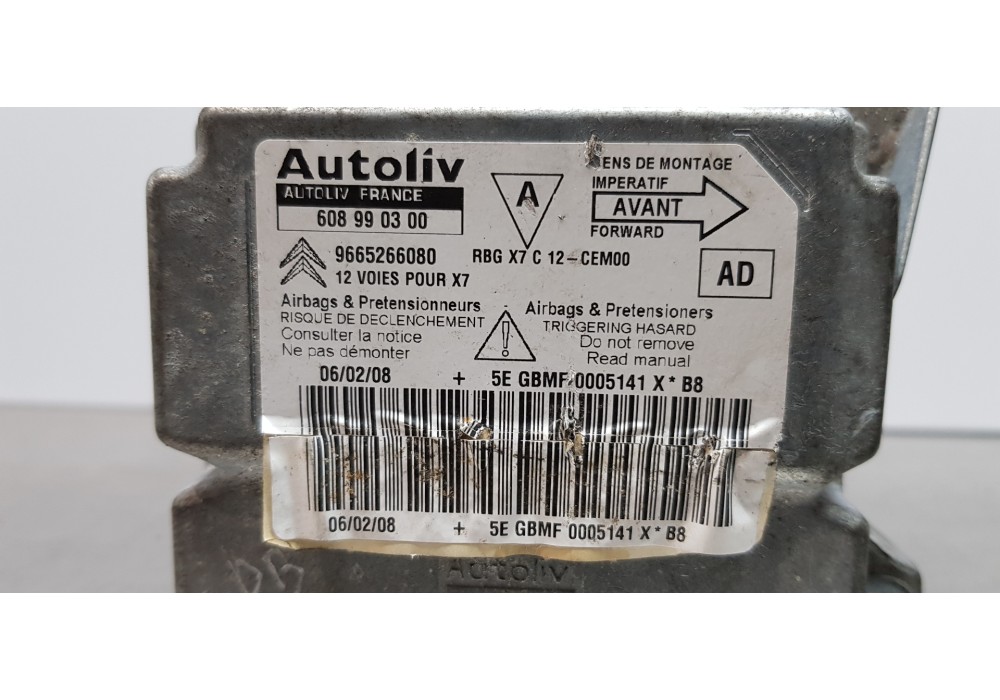 Autoliv
AUTOLIV FRANCE
608 99 03 00
A
ENS DE MONTAGE
IMPERATIF
AVANT
FORWARD
9665266080
RBG X7 C 12-CEM00
12 VOIES POUR X7
AD
Airbags & Pretensionneurs
RISQUE DE DECLENCHEMENT
Consulter la notice
Ne pas démonter
Airbags & Pretensioners
TRIGGERING HASARD
Do not remove
Read manual
06/02/08 + 5E GBMF 0005141 X * B8
06/02/08 + 5E GBMF 0005141 X * B8
Autoliv